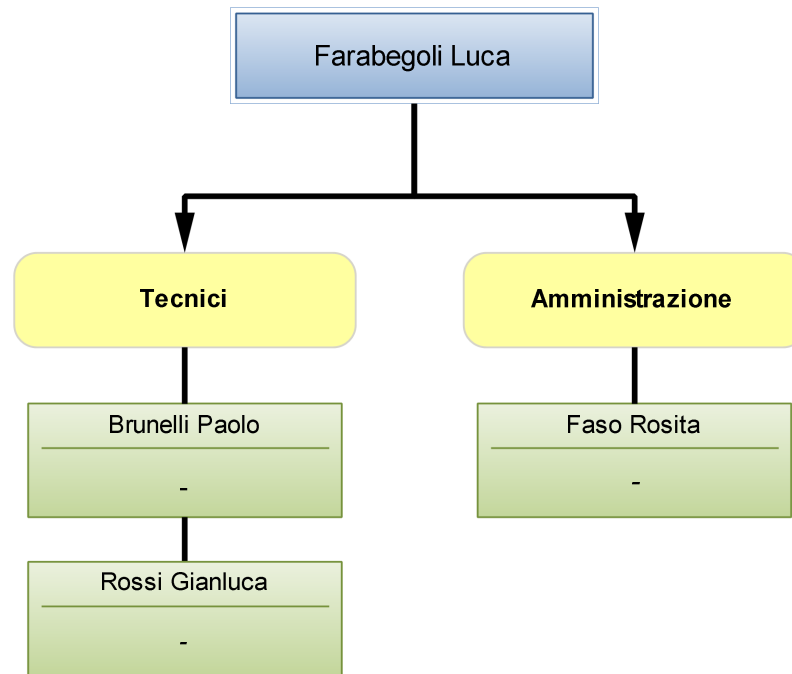 Farabegoli Luca
Tecnici
Amministrazione
Brunelli Paolo
-
Faso Rosita
-
Rossi Gianluca
-